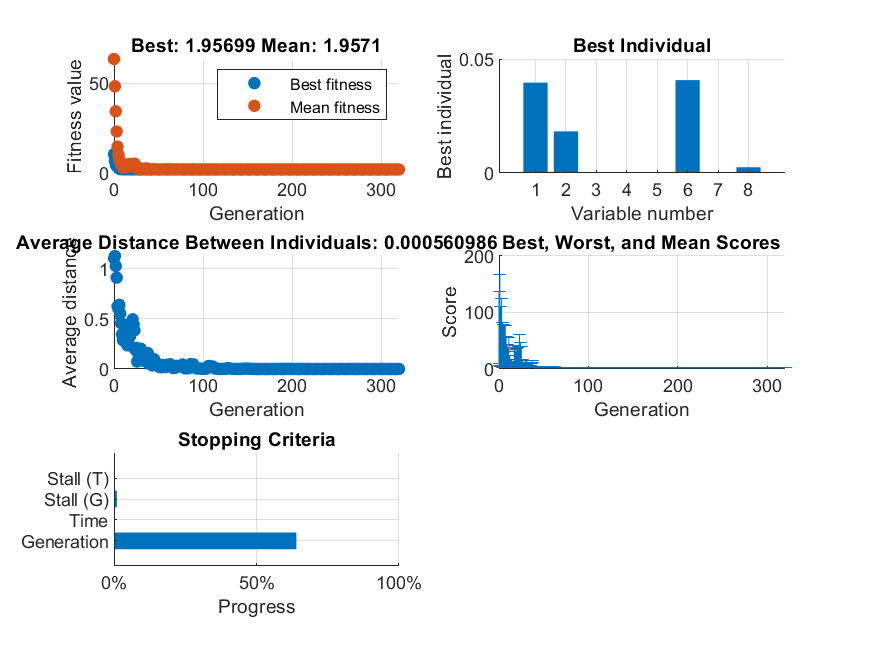 Best: 1.95699 Mean: 1.9571
Fitness value
50
0
0 100 200 300
Generation
Best fitness
Mean fitness
Best Individual
Best individual
0.05
0
1 2 3 4 5 6 7 8
Variable number
Average Distance Between Individuals: 0.000560986
Average distance
1
0.5
0
0 100 200 300
Generation
Best, Worst, and Mean Scores
Score
200
100
0
0 100 200 300
Generation
Stopping Criteria
Stall (T)
Stall (G)
Time
Generation
0% 50% 100%
Progress